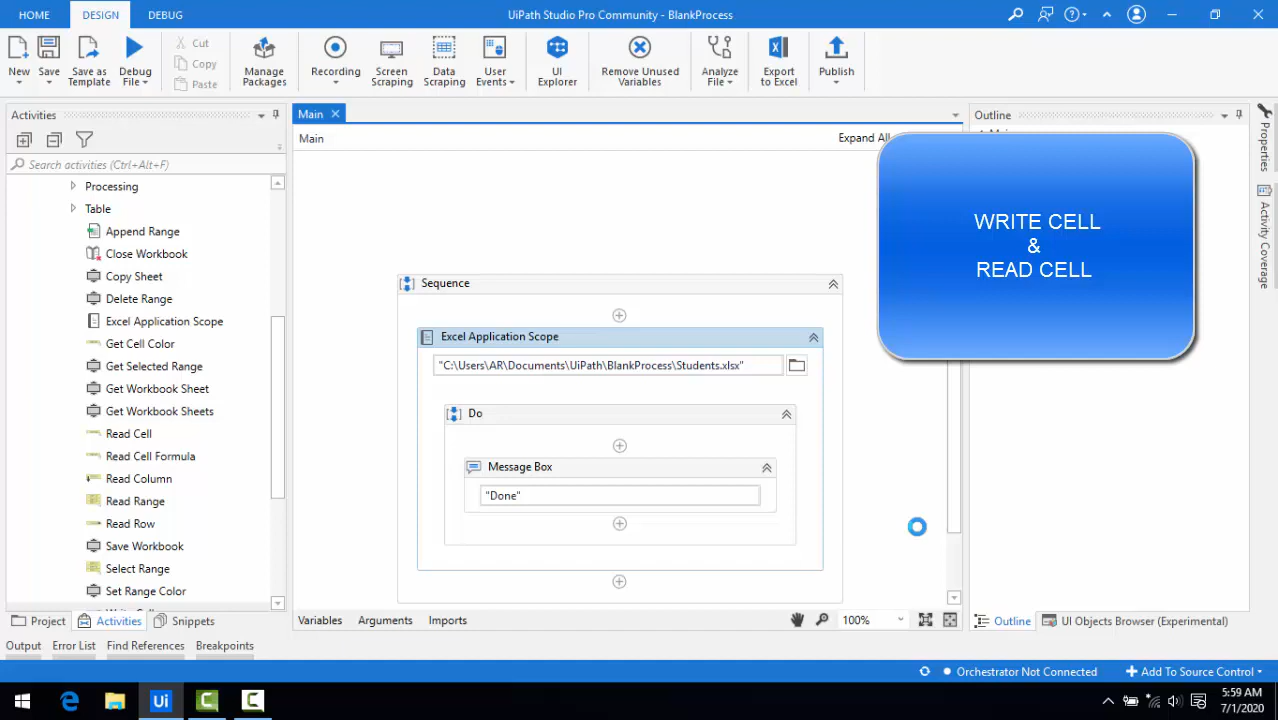 HOME
DESIGN
DEBUG
UiPath Studio Pro Community - BlankProcess
New
Save
Save as
Template
Debug
File
Cut
Copy
Paste
Manage
Packages
Recording
Screen
Scraping
Data
Scraping
User
Events
UI
Explorer
Remove Unused
Variables
Analyze
File
Export
to Excel
Publish
Activities
Search activities (Ctrl+Alt+F)
Processing
Table
Append Range
Close Workbook
Copy Sheet
Delete Range
Excel Application Scope
Get Cell Color
Get Selected Range
Get Workbook Sheet
Get Workbook Sheets
Read Cell
Read Cell Formula
Read Column
Read Range
Read Row
Save Workbook
Select Range
Set Range Color
Project
Activities
Snippets
Main
Main
Expand All
Sequence
Excel Application Scope
"C:\Users\AR\Documents\UiPath\BlankProcess\Students.xlsx"
Do
Message Box
"Done"
Variables
Arguments
Imports
100%
Outline
WRITE CELL
&
READ CELL
Properties
Activity Coverage
Outline
UI Objects Browser (Experimental)
Output
Error List
Find References
Breakpoints
Orchestrator Not Connected
Add To Source Control
Ui
5:59 AM
7/1/2020